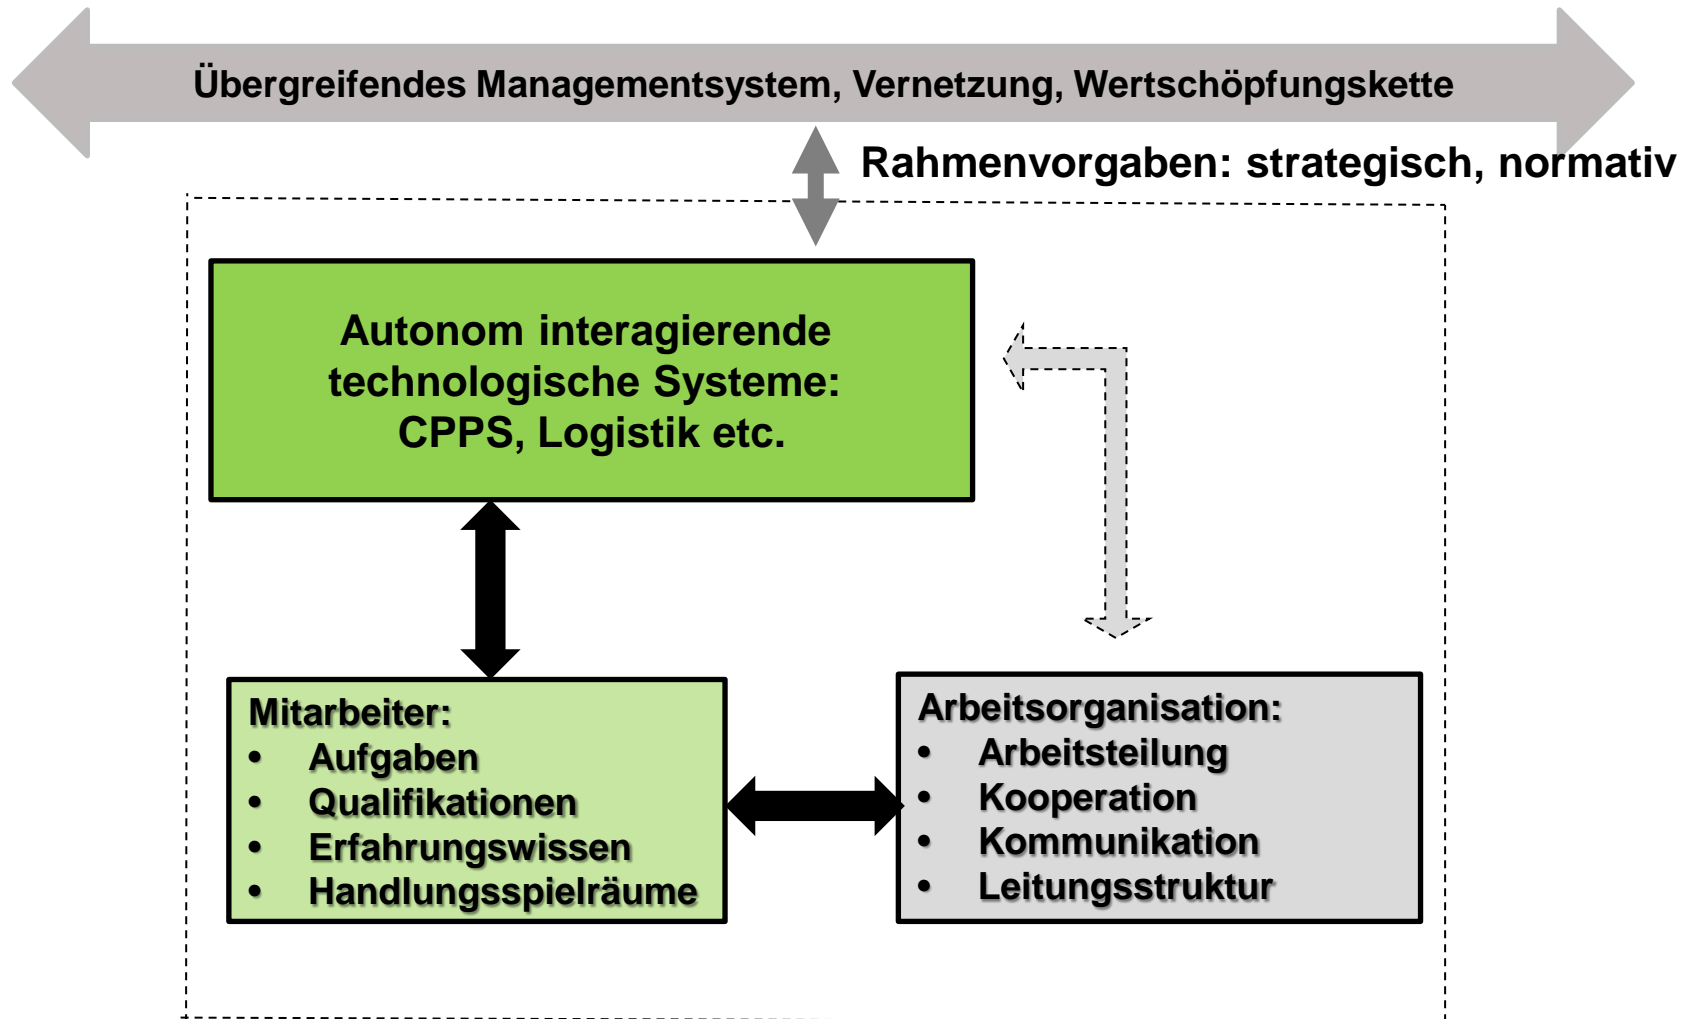 Übergreifendes Managementsystem, Vernetzung, Wertschöpfungskette
Rahmenvorgaben: strategisch, normativ
Autonom interagierende
technologische Systeme:
CPPS, Logistik etc.
Mitarbeiter:
• Aufgaben
• Qualifikationen
• Erfahrungswissen
• Handlungsspielräume
Arbeitsorganisation:
• Arbeitsteilung
• Kooperation
• Kommunikation
• Leitungsstruktur